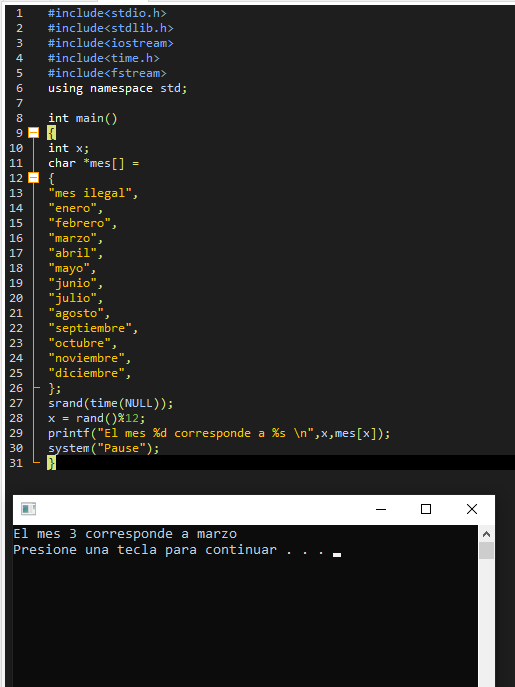 1 #include<stdio.h>
2 #include<stdlib.h>
3 #include<iostream>
4 #include<time.h>
5 #include<fstream>
6 using namespace std;
7
8 int main()
9 {
10 int x;
11 char *mes[] =
12 {
13 "mes ilegal",
14 "enero",
15 "febrero",
16 "marzo",
17 "abril",
18 "mayo",
19 "junio",
20 "julio",
21 "agosto",
22 "septiembre",
23 "octubre",
24 "noviembre",
25 "diciembre",
26 };
27 srand(time(NULL));
28 x = rand()%12;
29 printf("El mes %d corresponde a %s \n",x,mes[x]);
30 system("Pause");
31 }
El mes 3 corresponde a marzo
Presione una tecla para continuar . . . _